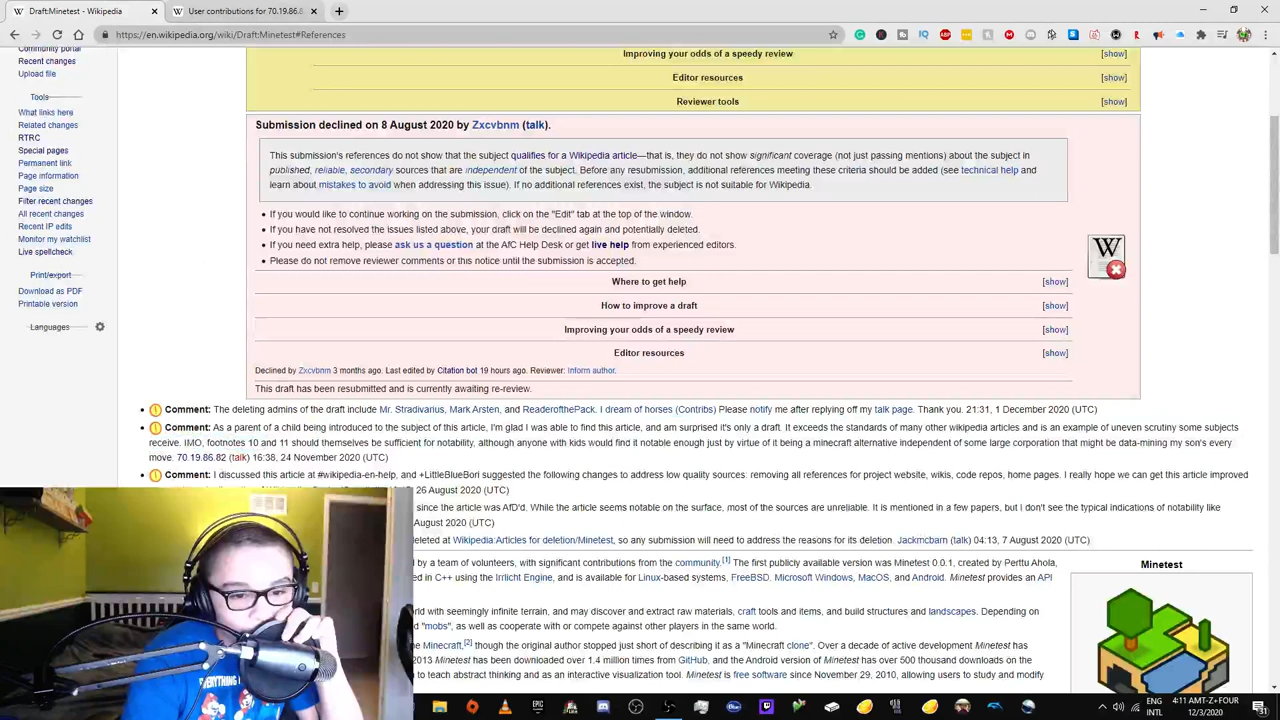 Draft:Minetest - Wikipedia
User contributions for 70.19.86.8
https://en.wikipedia.org/wiki/Draft:Minetest#References
Community portal
Recent changes
Upload file
Tools
What links here
Related changes
RTRC
Special pages
Permanent link
Page information
Page size
Filter recent changes
All recent changes
Recent IP edits
Monitor my watchlist
Live spellcheck
Print/export
Download as PDF
Printable version
Languages
Improving your odds of a speedy review [show]
Editor resources [show]
Reviewer tools [show]
Submission declined on 8 August 2020 by Zxcvbnm (talk).
This submission's references do not show that the subject qualifies for a Wikipedia article—that is, they do not show significant coverage (not just passing mentions) about the subject in
published, reliable, secondary sources that are independent of the subject. Before any resubmission, additional references meeting these criteria should be added (see technical help and
learn about mistakes to avoid when addressing this issue). If no additional references exist, the subject is not suitable for Wikipedia.
• If you would like to continue working on the submission, click on the "Edit" tab at the top of the window.
• If you have not resolved the issues listed above, your draft will be declined again and potentially deleted.
• If you need extra help, please ask us a question at the AfC Help Desk or get live help from experienced editors.
• Please do not remove reviewer comments or this notice until the submission is accepted.
Where to get help [show]
How to improve a draft [show]
Improving your odds of a speedy review [show]
Editor resources [show]
Declined by Zxcvbnm 3 months ago. Last edited by Citation bot 19 hours ago. Reviewer: Inform author.
This draft has been resubmitted and is currently awaiting re-review.
• Comment: The deleting admins of the draft include Mr. Stradivarius, Mark Arsten, and ReaderofthePack. I dream of horses (Contribs) Please notify me after replying off my talk page. Thank you. 21:31, 1 December 2020 (UTC)
• Comment: As a parent of a child being introduced to the subject of this article, I'm glad I was able to find this article, and am surprised it's only a draft. It exceeds the standards of many other wikipedia articles and is an example of uneven scrutiny some subjects
receive. IMO, footnotes 10 and 11 should themselves be sufficient for notability, although anyone with kids would find it notable enough just by virtue of it being a minecraft alternative independent of some large corporation that might be data-mining my son's every
move. 70.19.86.82 (talk) 16:38, 24 November 2020 (UTC)
• Comment: I discussed this article at #wikipedia-en-help, and +LittleBlueBori suggested the following changes to address low quality sources: removing all references for project website, wikis, code repos, home pages. I really hope we can get this article improved
26 August 2020 (UTC)
since the article was AfD'd. While the article seems notable on the surface, most of the sources are unreliable. It is mentioned in a few papers, but I don't see the typical indications of notability like
August 2020 (UTC)
eleted at Wikipedia:Articles for deletion/Minetest, so any submission will need to address the reasons for its deletion. Jackmcbarn (talk) 04:13, 7 August 2020 (UTC)
d by a team of volunteers, with significant contributions from the community.[1] The first publicly available version was Minetest 0.0.1, created by Perttu Ahola,
d in C++ using the Irrlicht Engine, and is available for Linux-based systems, FreeBSD, Microsoft Windows, MacOS, and Android. Minetest provides an API
orld with seemingly infinite terrain, and may discover and extract raw materials, craft tools and items, and build structures and landscapes. Depending on
d "mobs", as well as cooperate with or compete against other players in the same world.
e Minecraft,[2] though the original author stopped just short of describing it as a "Minecraft clone". Over a decade of active development Minetest has
2013 Minetest has been downloaded over 1.4 million times from GitHub, and the Android version of Minetest has over 500 thousand downloads on the
n to teach abstract thinking and as an interactive visualization tool. Minetest is free software since November 29, 2010, allowing users to study and modify
Minetest
ENG
INTL
4:11 AMT-Z+FOUR
12/3/2020